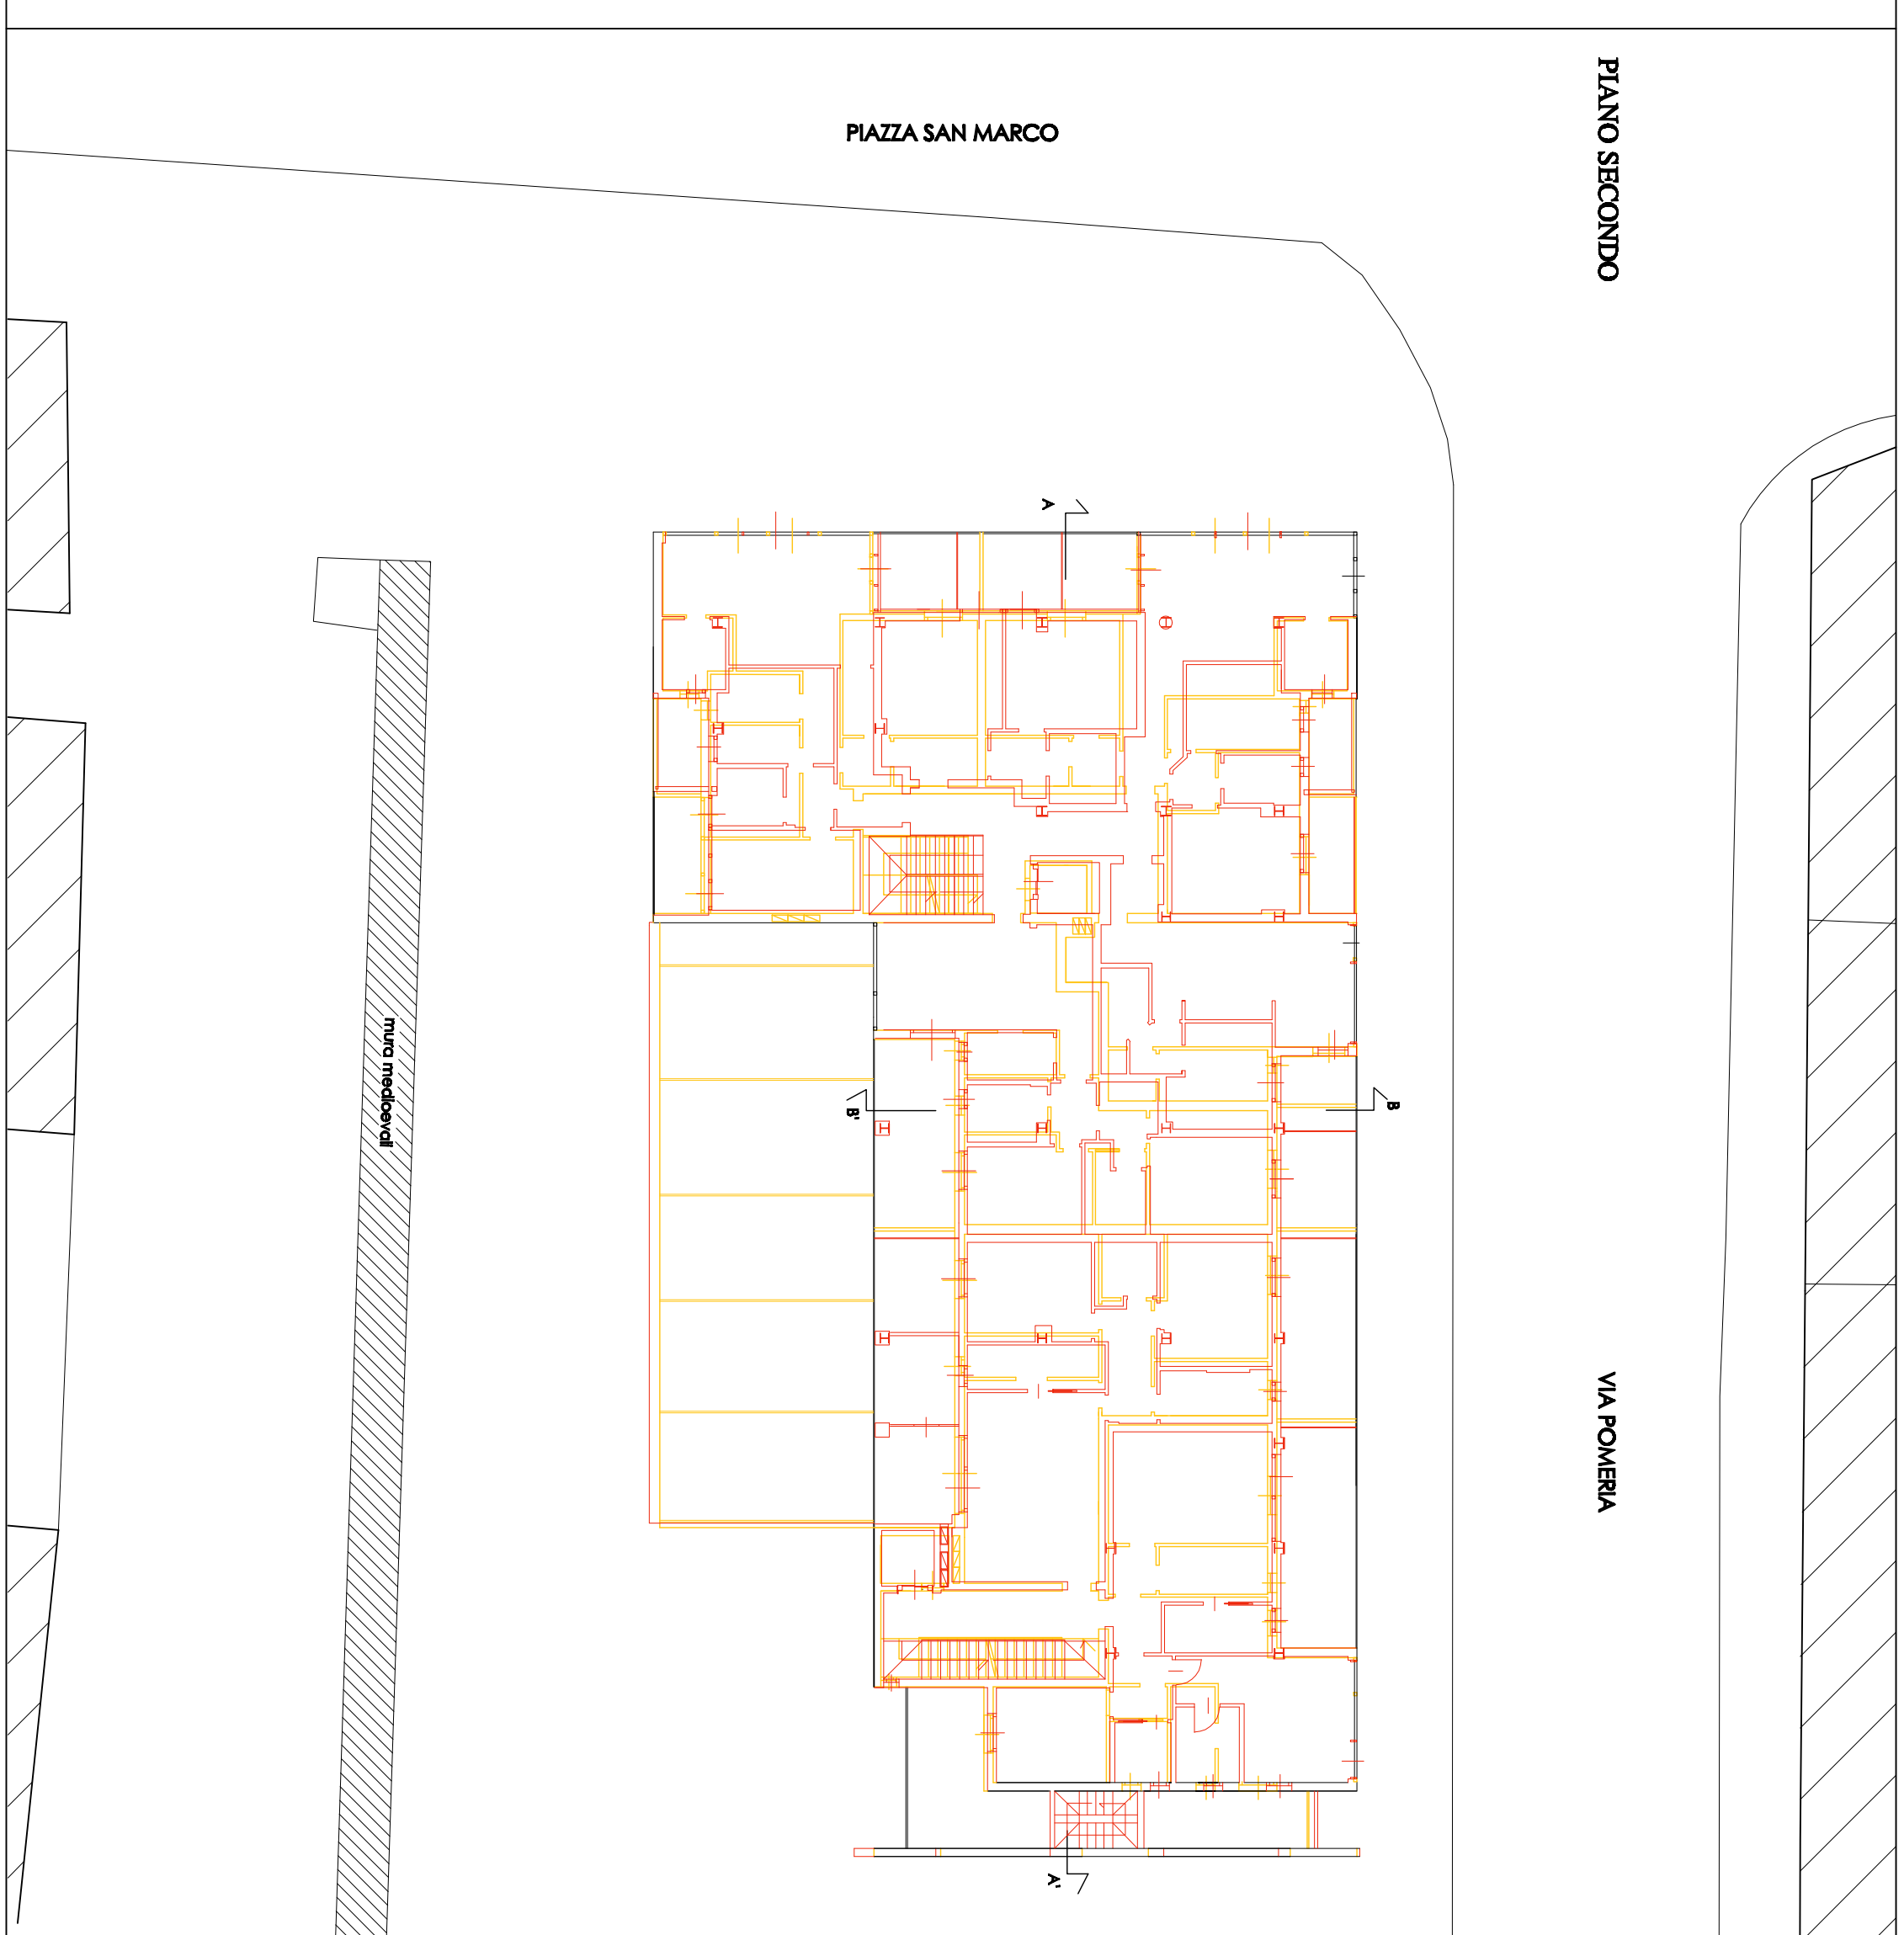 PIANO SECONDO
PIAZZA SAN MARCO
A
mura medioevali
B'
B
VIA POMERIA
A'